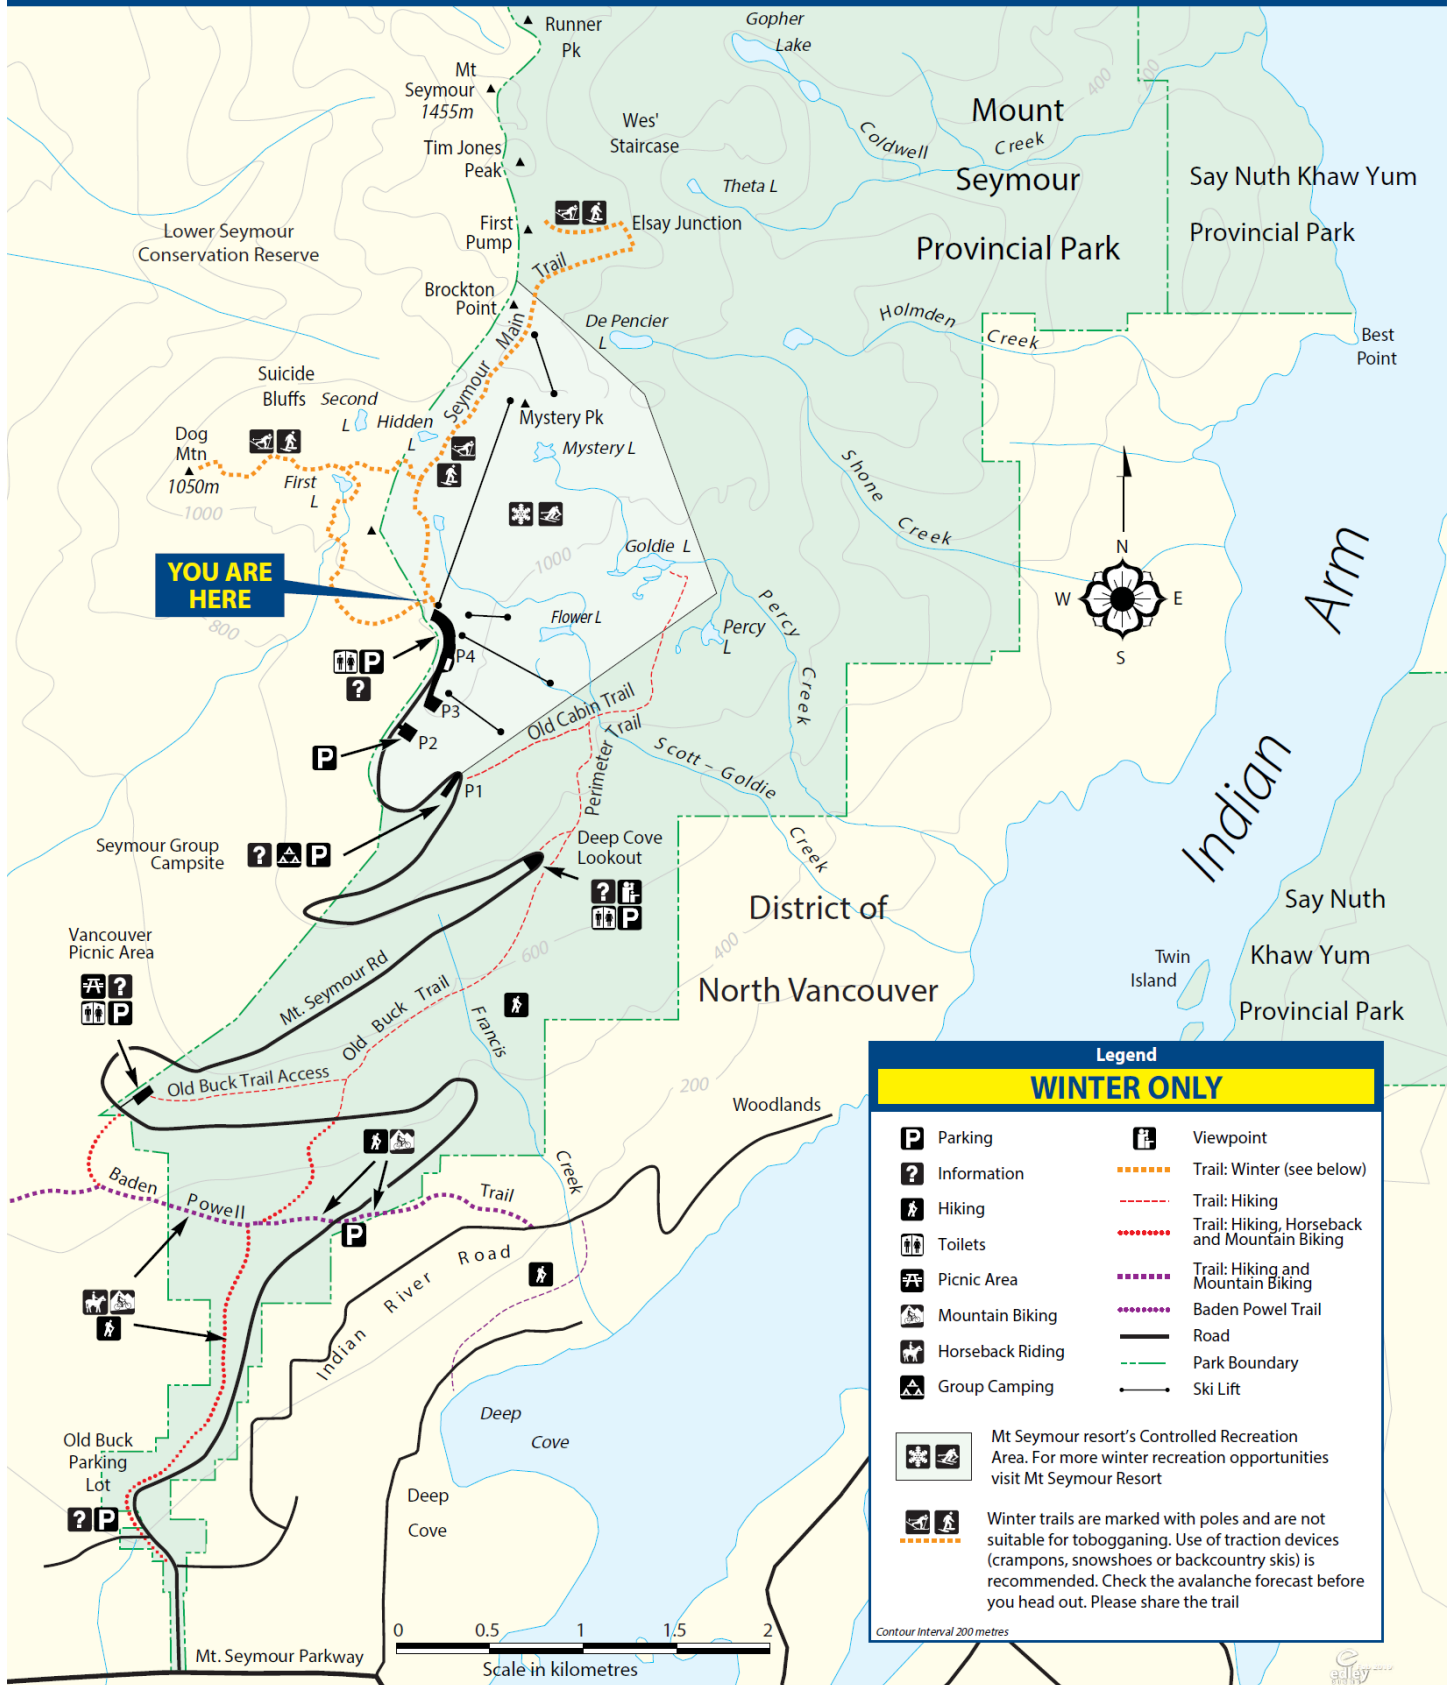 Runner
Pk
Gopher
Lake
Mt
Seymour
1455m
Tim Jones
Peak
Wes'
Staircase
Coldwell
Creek
400
200
Mount
Seymour
Provincial Park
Say Nuth Khaw Yum
Provincial Park
Theta L
First
Pump
Elsay Junction
Lower Seymour
Conservation Reserve
Trail
Brockton
Point
Main
Seymour
De Pencier
L
Holmden
Creek
Best
Point
Suicide
Bluffs
Second
L
Hidden
L
Mystery Pk
Mystery L
Dog
Mtn
1050m
First
L
1000
Shone
Creek
Goldie L
1000
YOU ARE
HERE
800
Flower L
Percy
L
Percy
Creek
N
W
E
S
Indian
Arm
P4
P3
P2
P
P
?
P1
Old Cabin Trail
Perimeter Trail
Scott – Goldie
Creek
Seymour Group
Campsite
?
P
Deep Cove
Lookout
?
P
District of
North Vancouver
400
600
Say Nuth
Khaw Yum
Provincial Park
Twin
Island
Vancouver
Picnic Area
?
P
Mt. Seymour Rd
Old Buck Trail
Francis
Creek
Old Buck Trail Access
200
Woodlands
Baden
Powell
Trail
P
Indian River Road
Old Buck
Parking
Lot
? P
Deep
Cove
Deep
Cove
Mt. Seymour Parkway
0 0.5 1 1.5 2
Scale in kilometres
Legend
WINTER ONLY
P Parking
? Information
Hiking
Toilets
Picnic Area
Mountain Biking
Horseback Riding
Group Camping
Viewpoint
Trail: Winter (see below)
Trail: Hiking
Trail: Hiking, Horseback
and Mountain Biking
Trail: Hiking and
Mountain Biking
Baden Powel Trail
Road
Park Boundary
Ski Lift
Mt Seymour resort's Controlled Recreation
Area. For more winter recreation opportunities
visit Mt Seymour Resort
Winter trails are marked with poles and are not
suitable for tobogganing. Use of traction devices
(crampons, snowshoes or backcountry skis) is
recommended. Check the avalanche forecast before
you head out. Please share the trail
Contour Interval 200 metres